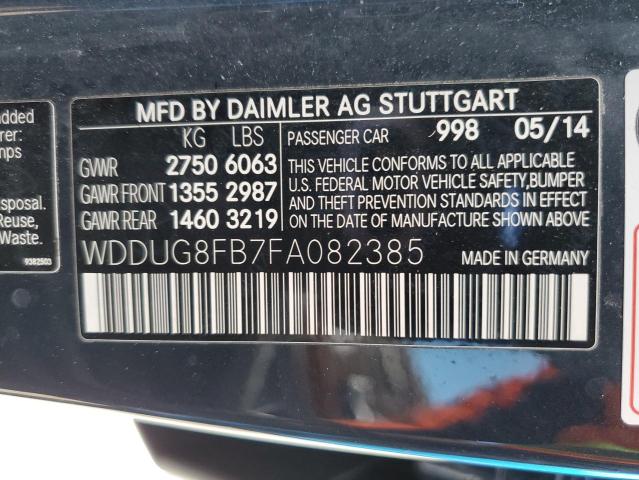 added
rer:
mps
isposal.
Reuse,
Waste.
9382503
MFD BY DAIMLER AG STUTTGART
KG LBS
PASSENGER CAR 998 05/14
GVWR 2750 6063
GAWR FRONT 1355 2987
GAWR REAR 1460 3219
THIS VEHICLE CONFORMS TO ALL APPLICABLE
U.S. FEDERAL MOTOR VEHICLE SAFETY, BUMPER
AND THEFT PREVENTION STANDARDS IN EFFECT
ON THE DATE OF MANUFACTURE SHOWN ABOVE.
WDDUG8FB7FA082385
MADE IN GERMANY